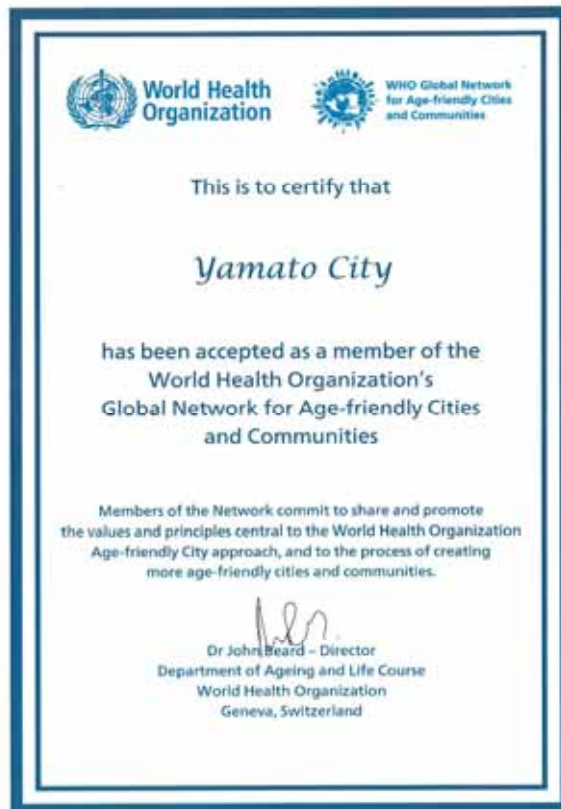 World Health
Organization
WHO Global Network
for Age-friendly Cities
and Communities
This is to certify that
Yamato City
has been accepted as a member of the
World Health Organization's
Global Network for Age-friendly Cities
and Communities
Members of the Network commit to share and promote
the values and principles central to the World Health Organization
Age-friendly City approach, and to the process of creating
more age-friendly cities and communities.
Dr John Beard – Director
Department of Ageing and Life Course
World Health Organization
Geneva, Switzerland